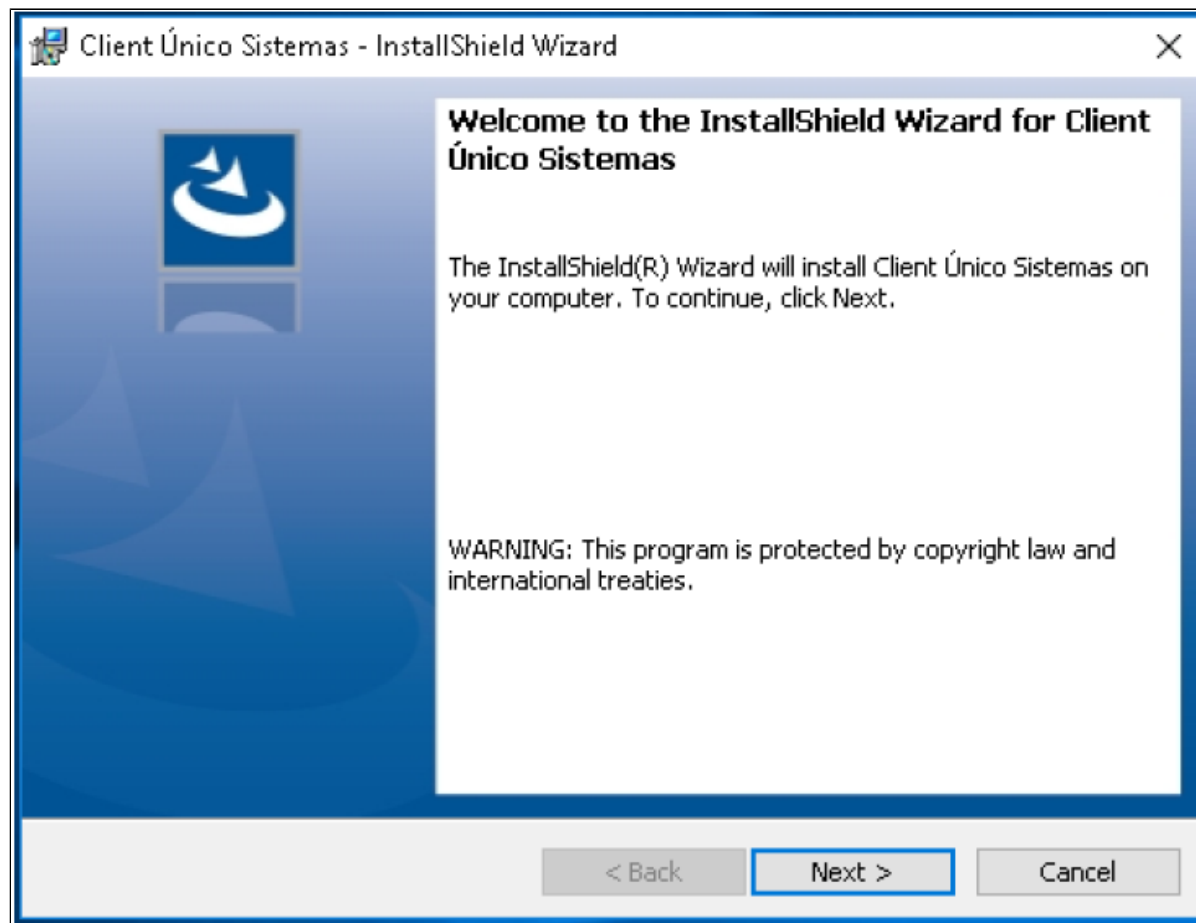 Client Único Sistemas - InstallShield Wizard
Welcome to the InstallShield Wizard for Client
Único Sistemas
The InstallShield(R) Wizard will install Client Único Sistemas on
your computer. To continue, click Next.
WARNING: This program is protected by copyright law and
international treaties.
< Back Next > Cancel